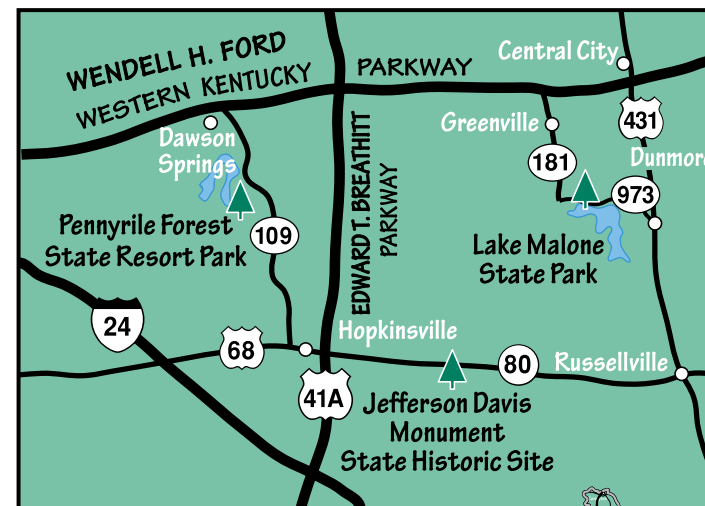 WENDELL H. FORD
WESTERN KENTUCKY
PARKWAY
Central City
431
Greenville
Dawson
Springs
181
Dunmor
973
EDWARD T. BREATHITT
PARKWAY
Pennyrile Forest
State Resort Park
109
Lake Malone
State Park
24
68
Hopkinsville
80
Russellville
41A
Jefferson Davis
Monument
State Historic Site